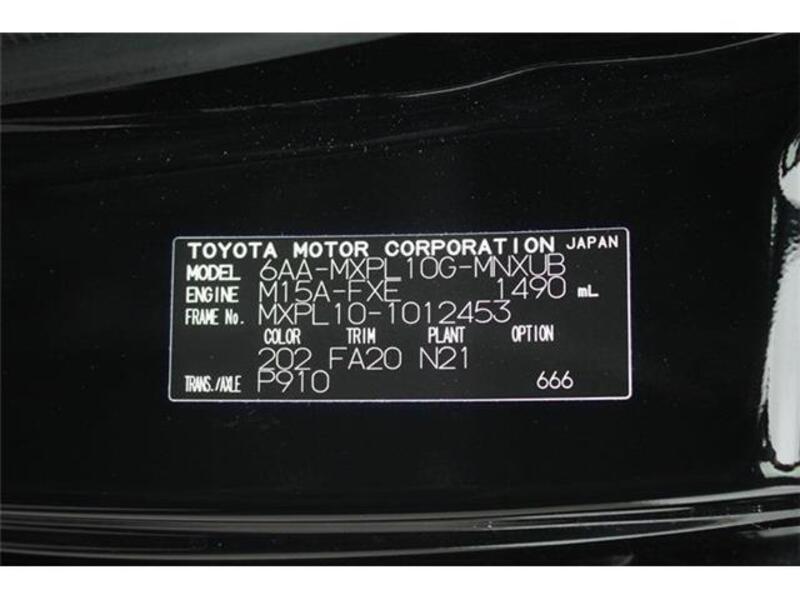 TOYOTA MOTOR CORPORATION JAPAN
MODEL 6AA-MXPL10G-MNXUB
ENGINE M15A-FXE 1490 mL
FRAME No. MXPL10-1012453
COLOR TRIM PLANT OPTION
202 FA20 N21
TRANS./AXLE P910 666